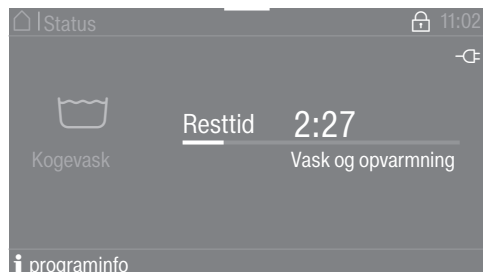 Status 11:02
Resttid 2:27
Kogevask Vask og opvarmning
programinfo